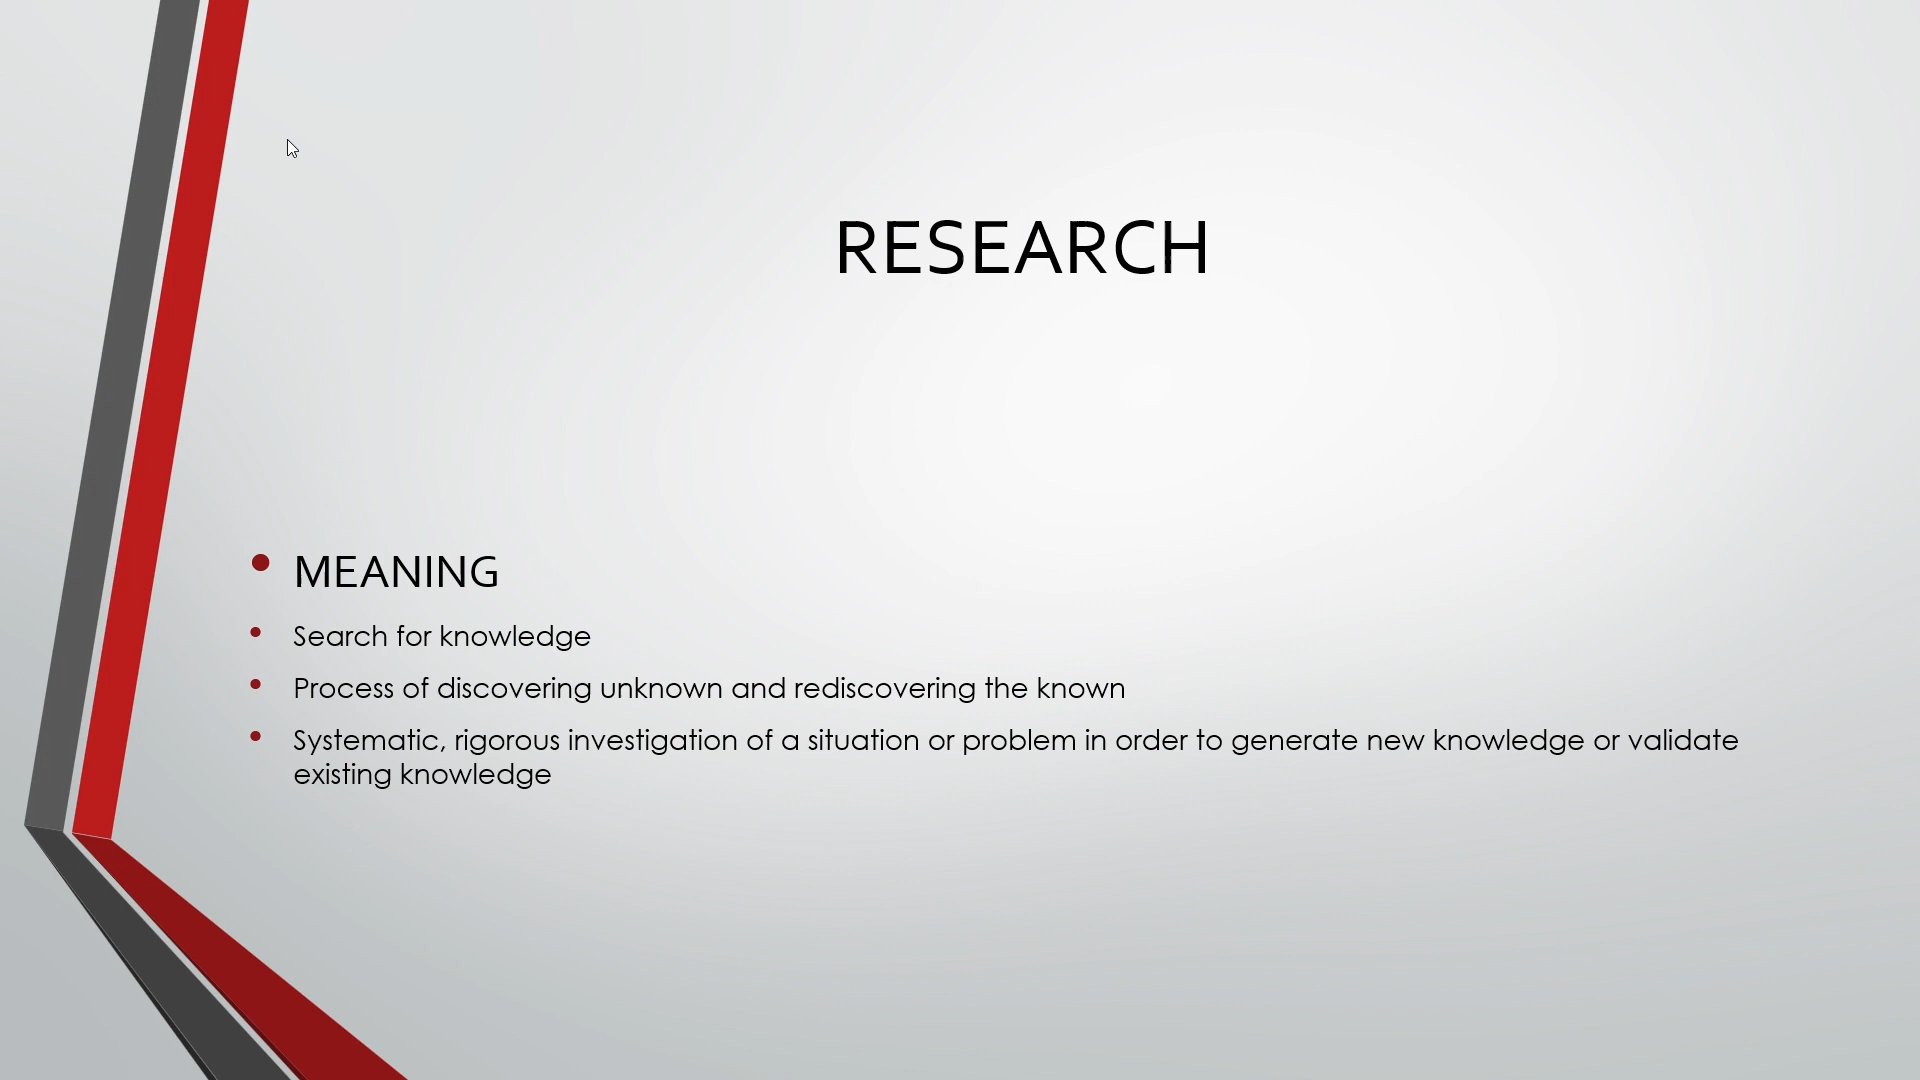 RESEARCH
• MEANING
• Search for knowledge
• Process of discovering unknown and rediscovering the known
• Systematic, rigorous investigation of a situation or problem in order to generate new knowledge or validate
existing knowledge